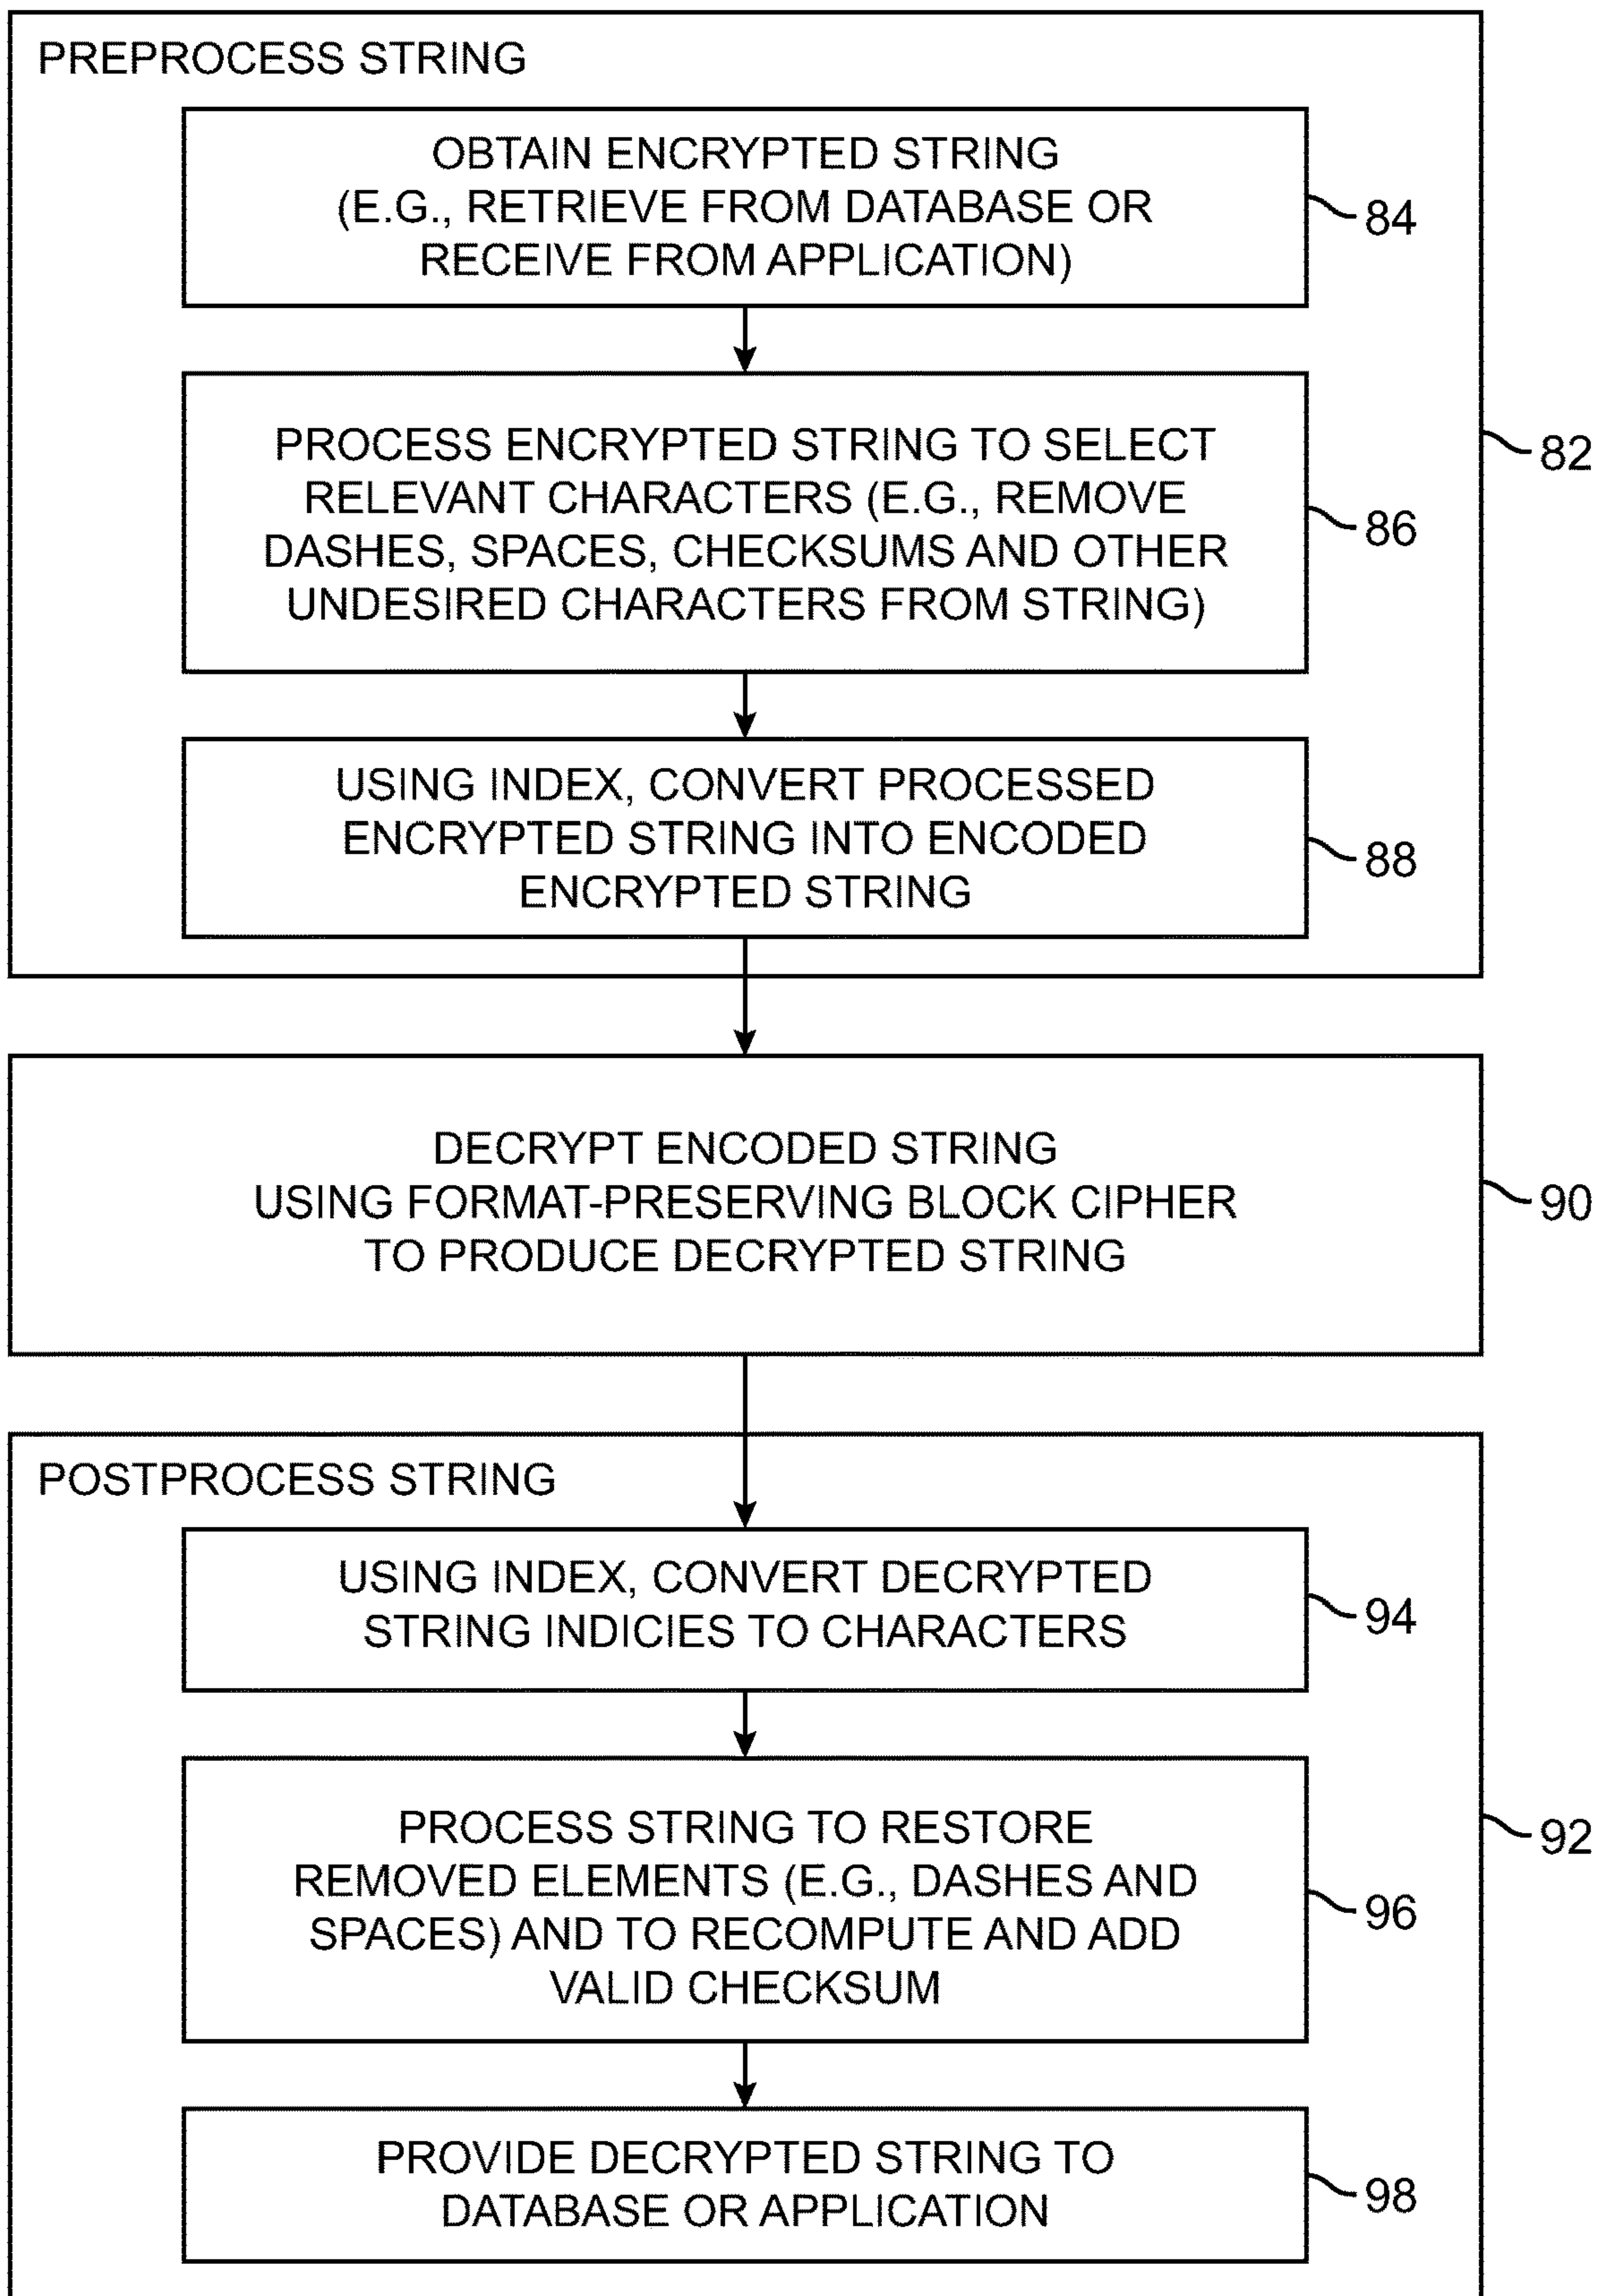 PREPROCESS STRING
OBTAIN ENCRYPTED STRING
(E.G., RETRIEVE FROM DATABASE OR
RECEIVE FROM APPLICATION)
84
PROCESS ENCRYPTED STRING TO SELECT
RELEVANT CHARACTERS (E.G., REMOVE
DASHES, SPACES, CHECKSUMS AND OTHER
UNDESIRED CHARACTERS FROM STRING)
86
82
USING INDEX, CONVERT PROCESSED
ENCRYPTED STRING INTO ENCODED
ENCRYPTED STRING
88
DECRYPT ENCODED STRING
USING FORMAT-PRESERVING BLOCK CIPHER
TO PRODUCE DECRYPTED STRING
90
POSTPROCESS STRING
USING INDEX, CONVERT DECRYPTED
STRING INDICIES TO CHARACTERS
94
PROCESS STRING TO RESTORE
REMOVED ELEMENTS (E.G., DASHES AND
SPACES) AND TO RECOMPUTE AND ADD
VALID CHECKSUM
96
92
PROVIDE DECRYPTED STRING TO
DATABASE OR APPLICATION
98